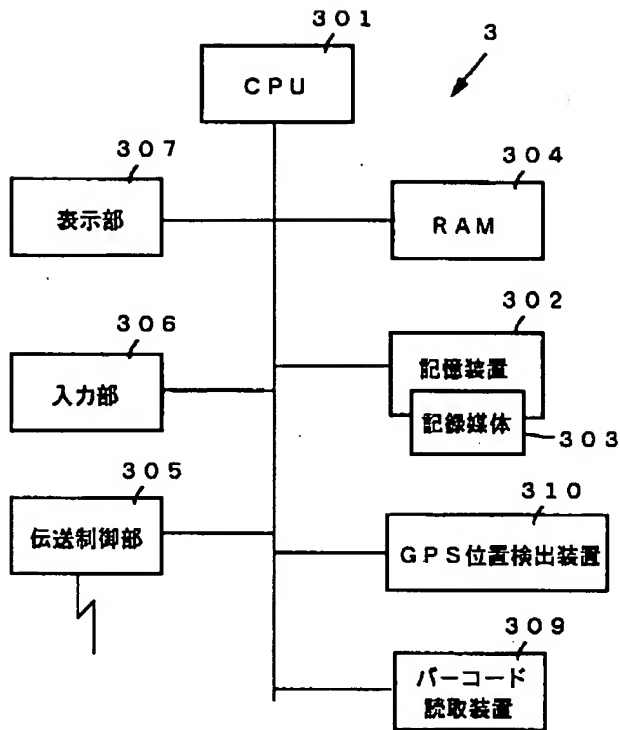 301
3
CPU
307
304
表示部
RAM
306
302
入力部
記憶装置
記録媒体
303
305
310
伝送制御部
GPS位置検出装置
309
バーコード
読取装置